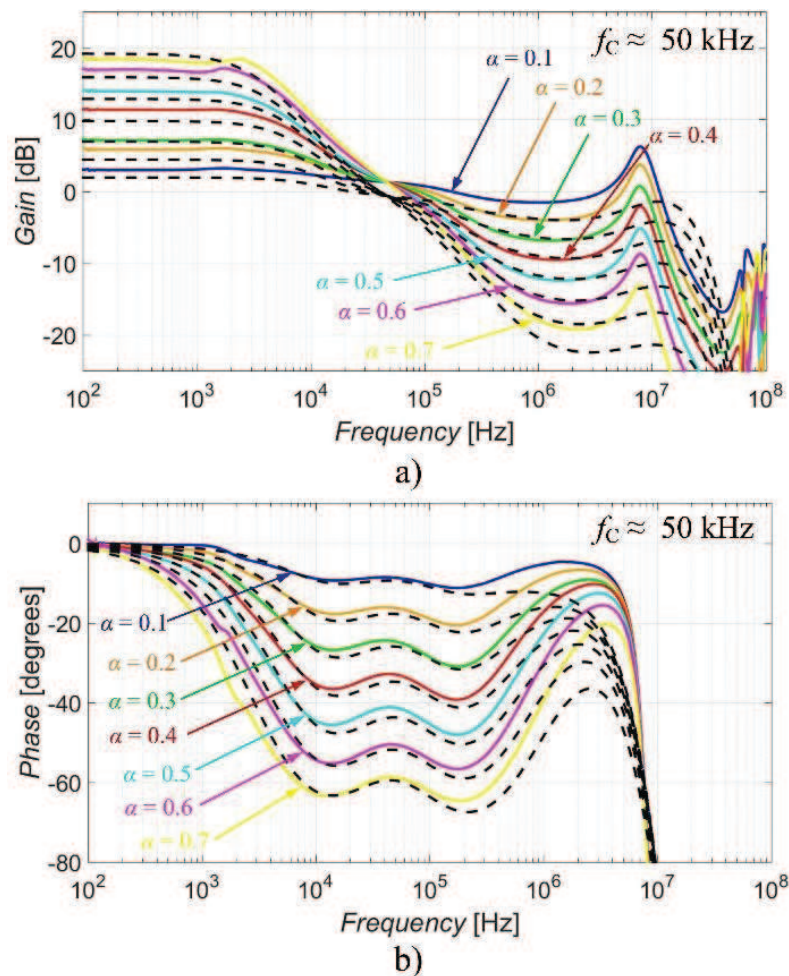 f_C ≈ 50 kHz
20
10
0
-10
-20
Gain [dB]
α = 0.1
α = 0.2
α = 0.3
α = 0.4
α = 0.5
α = 0.6
α = 0.7
10^2 10^3 10^4 10^5 10^6 10^7 10^8
Frequency [Hz]
a)
f_C ≈ 50 kHz
0
-20
-40
-60
-80
Phase [degrees]
α = 0.1
α = 0.2
α = 0.3
α = 0.4
α = 0.5
α = 0.6
α = 0.7
10^2 10^3 10^4 10^5 10^6 10^7 10^8
Frequency [Hz]
b)